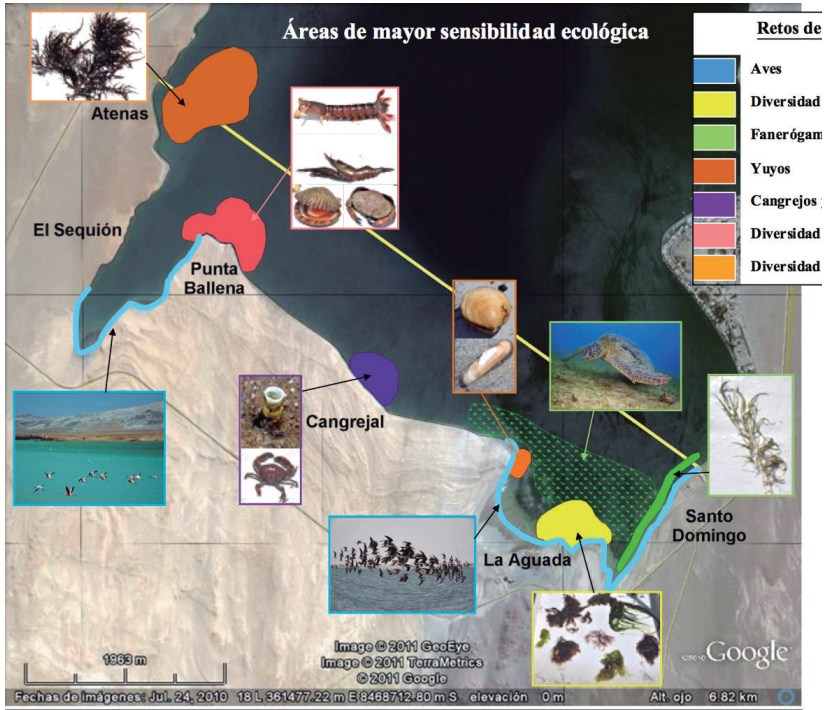 Áreas de mayor sensibilidad ecológica
Retos de
Aves
Diversidad
Fanerógam
Yuyos
Cangrejos y
Diversidad
Diversidad
Atenas
El Sequión
Punta
Ballena
Cangrejal
La Aguada
Santo
Domingo
1963 m
Image © 2011 GeoEye
Image © 2011 TerraMetrics
© 2011 Google
©2010 Google
Fechas de imágenes: Jul. 24, 2010 18 L 361477.22 m E 8468712.80 m S elevación 0 m Alt. ojo 6.82 km